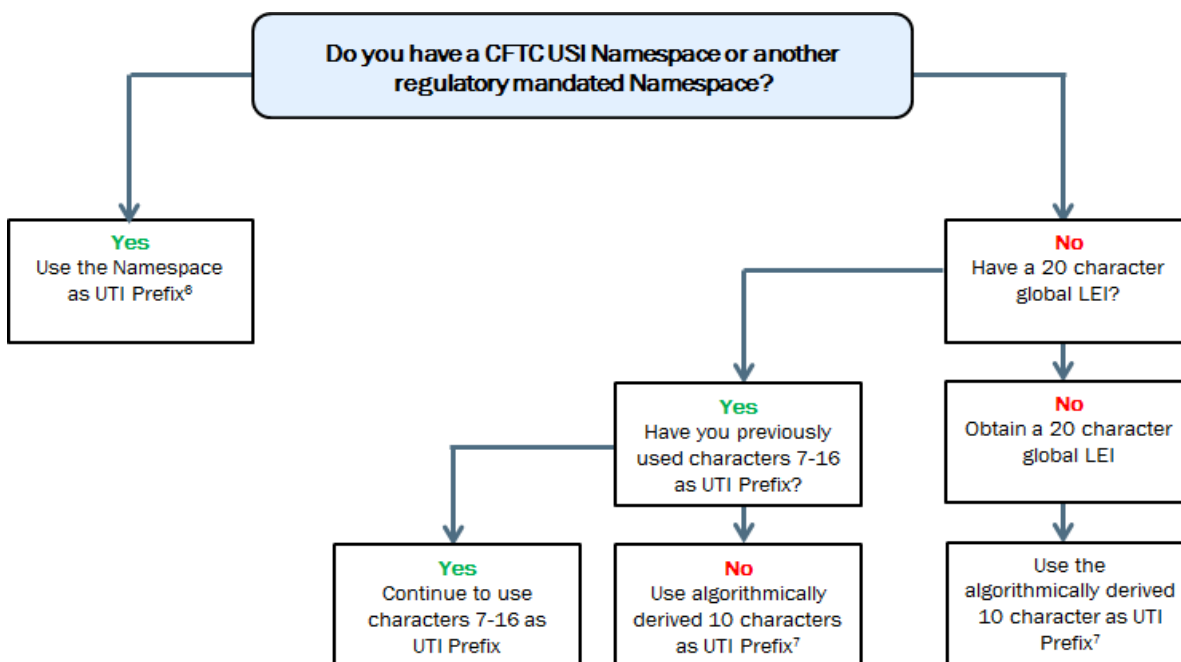 Do you have a CFTC USI Namespace or another
regulatory mandated Namespace?
Yes
Use the Namespace
as UTI Prefix⁶
No
Have a 20 character
global LEI?
Yes
Have you previously
used characters 7-16
as UTI Prefix?
No
Obtain a 20 character
global LEI
Yes
Continue to use
characters 7-16 as
UTI Prefix
No
Use algorithmically
derived 10 characters
as UTI Prefix⁷
Use the
algorithmically derived
10 character as UTI
Prefix⁷